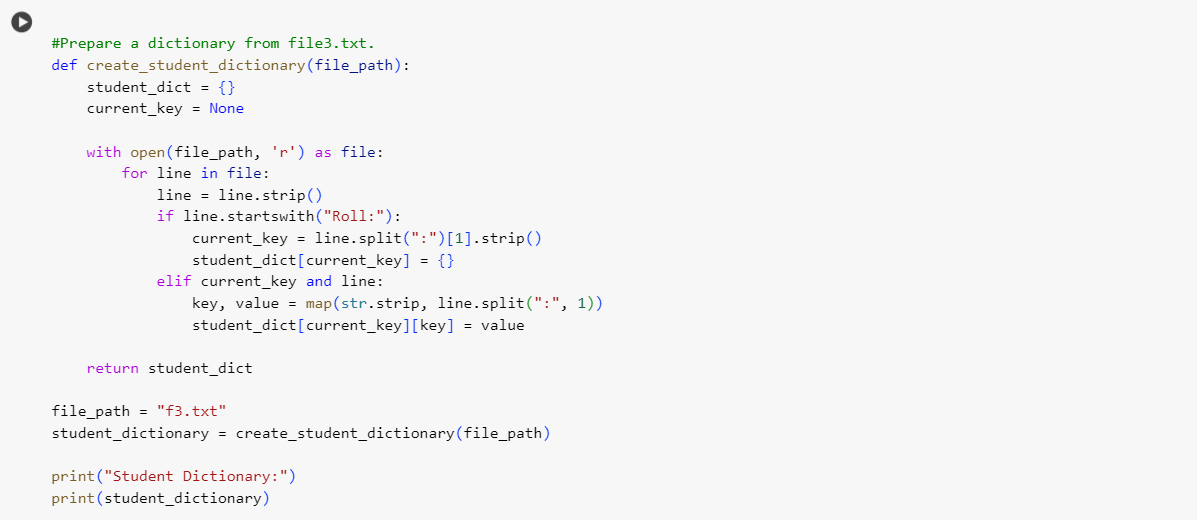 #Prepare a dictionary from file3.txt.
def create_student_dictionary(file_path):
    student_dict = {}
    current_key = None

    with open(file_path, 'r') as file:
        for line in file:
            line = line.strip()
            if line.startswith("Roll:"):
                current_key = line.split(":")[1].strip()
                student_dict[current_key] = {}
            elif current_key and line:
                key, value = map(str.strip, line.split(":", 1))
                student_dict[current_key][key] = value

    return student_dict

file_path = "f3.txt"
student_dictionary = create_student_dictionary(file_path)

print("Student Dictionary:")
print(student_dictionary)